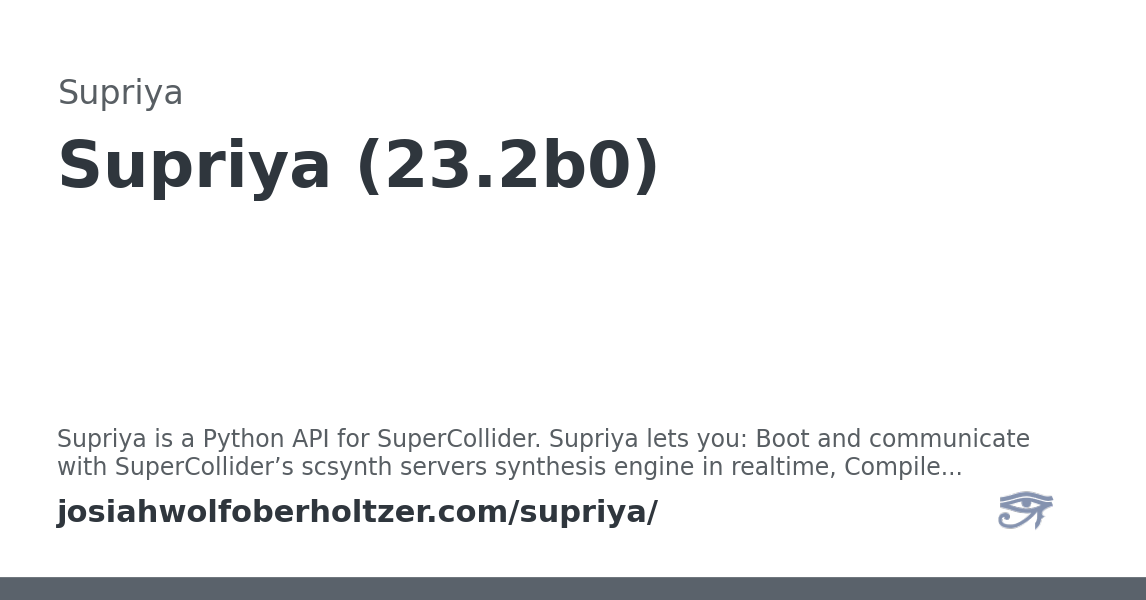 Supriya
Supriya (23.2b0)
Supriya is a Python API for SuperCollider. Supriya lets you: Boot and communicate
with SuperCollider’s scsynth servers synthesis engine in realtime, Compile...
josiahwolfoberholtzer.com/supriya/